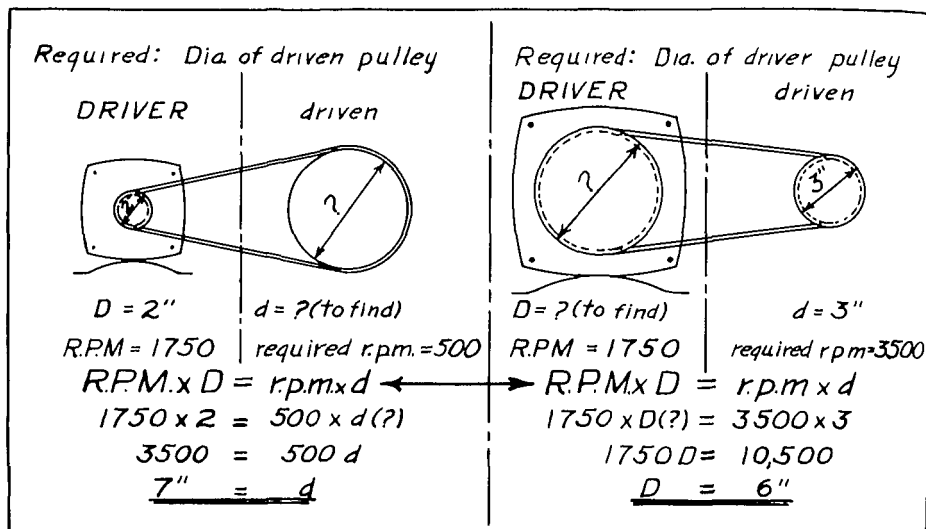 Required: Dia. of driven pulley
DRIVER driven
2"
?
D = 2" d = ?(to find)
R.P.M = 1750 required r.p.m. = 500
R.P.M. x D = r.p.m x d
1750 x 2 = 500 x d(?)
3500 = 500 d
7" = d
Required: Dia. of driver pulley
DRIVER driven
?
3"
D = ?(to find) d = 3"
R.P.M = 1750 required rpm=3500
R.P.M x D = r.p.m x d
1750 x D(?) = 3500 x 3
1750 D = 10,500
D = 6"